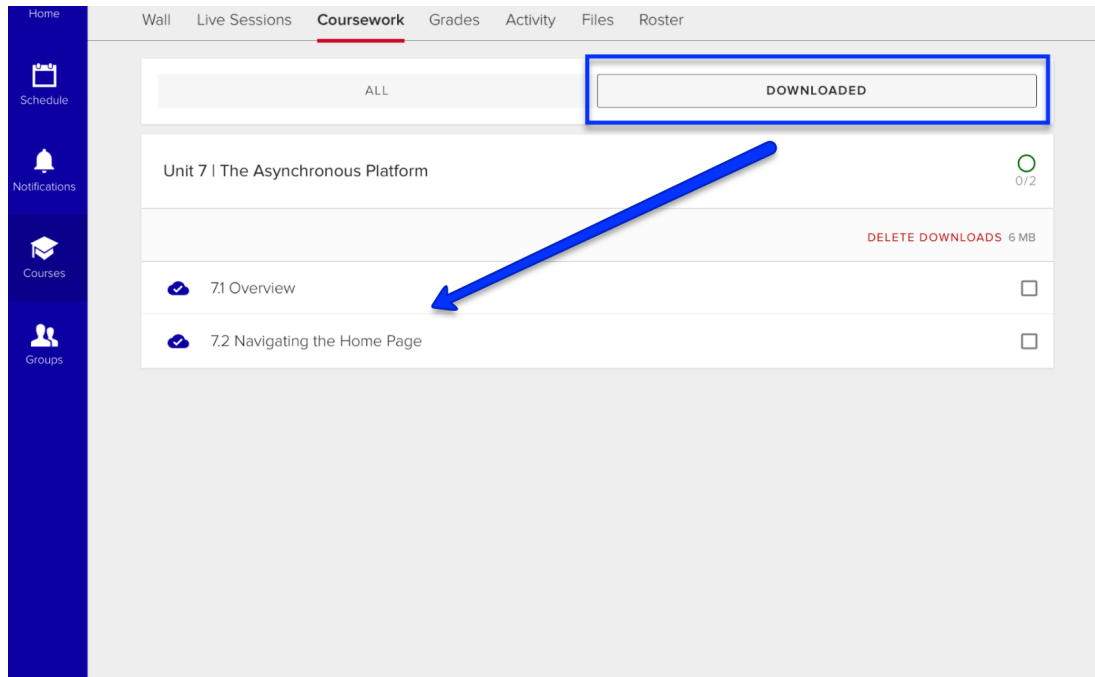 Home
Wall Live Sessions Coursework Grades Activity Files Roster
Schedule
Notifications
Courses
Groups
ALL DOWNLOADED
Unit 7 | The Asynchronous Platform
0/2
DELETE DOWNLOADS 6 MB
7.1 Overview
7.2 Navigating the Home Page